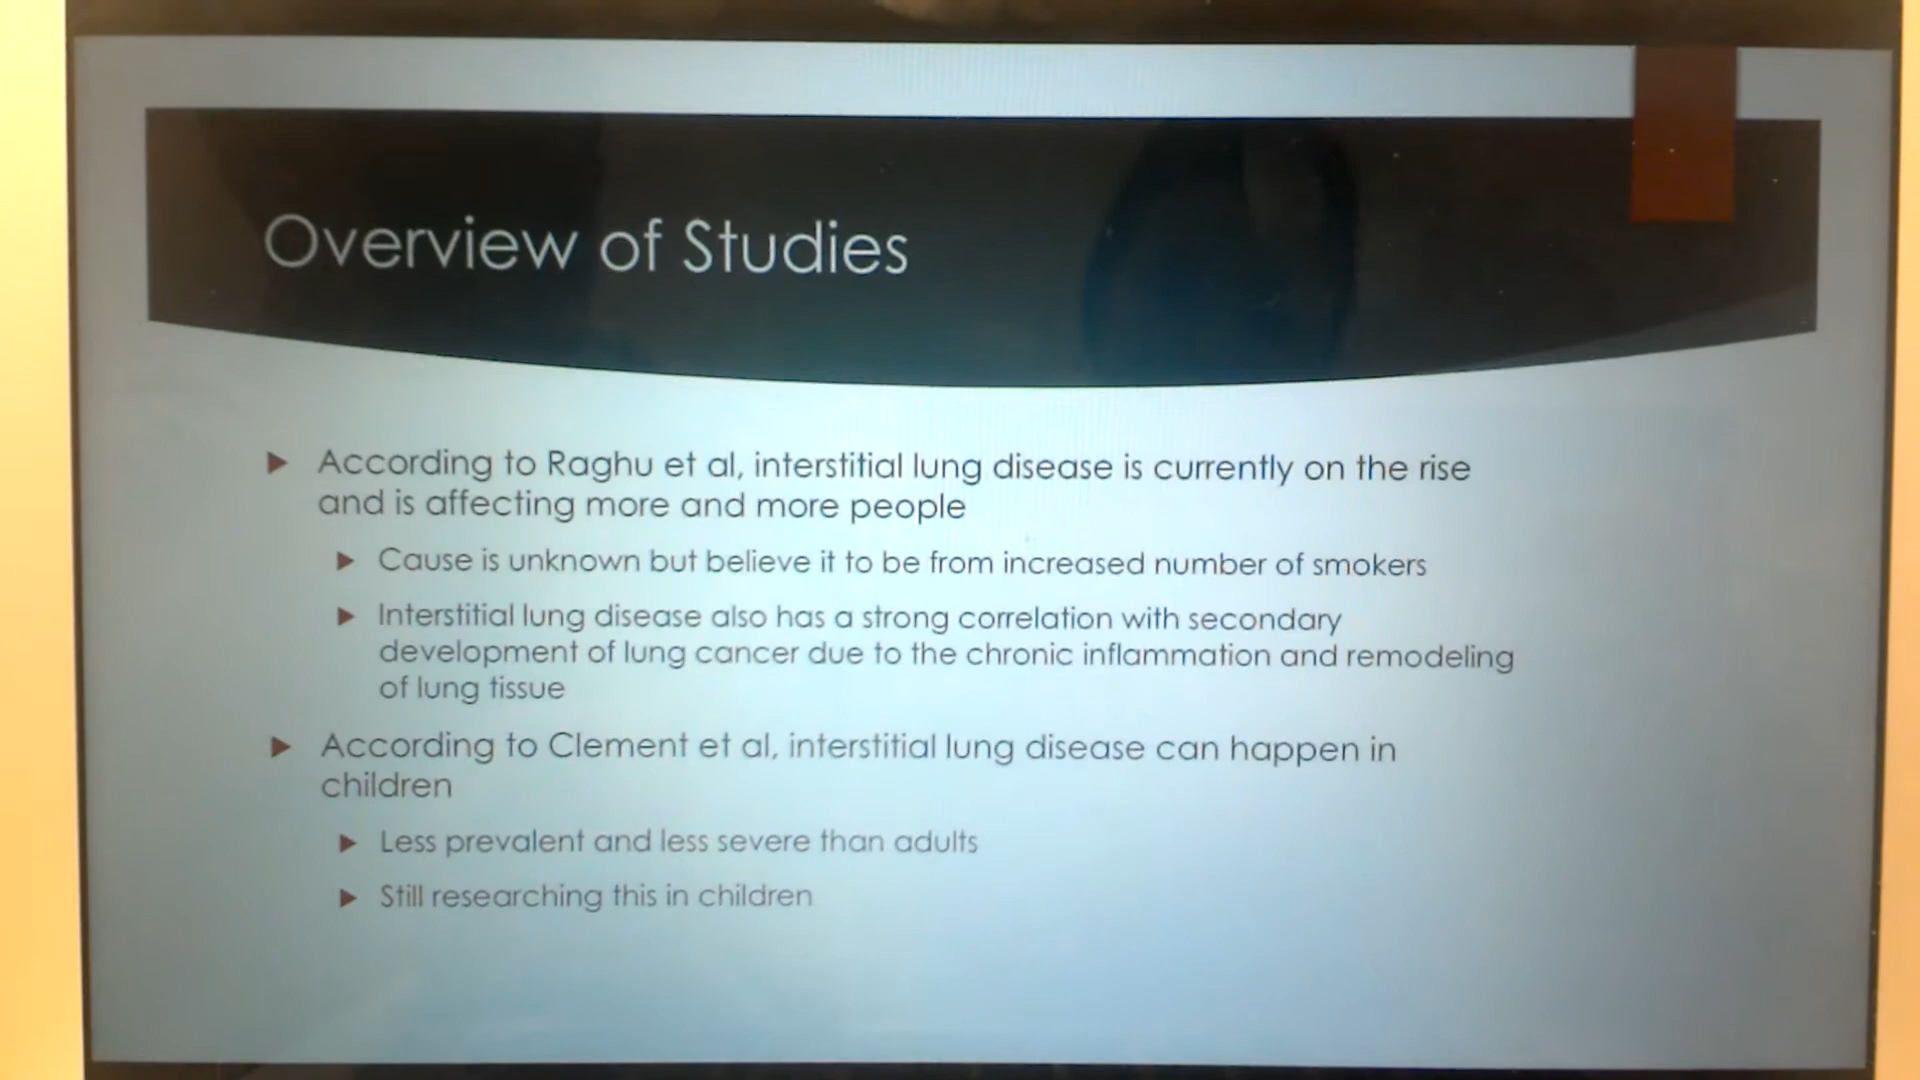 Overview of Studies
According to Raghu et al, interstitial lung disease is currently on the rise
and is affecting more and more people
Cause is unknown but believe it to be from increased number of smokers
Interstitial lung disease also has a strong correlation with secondary
development of lung cancer due to the chronic inflammation and remodeling
of lung tissue
According to Clement et al, interstitial lung disease can happen in
children
Less prevalent and less severe than adults
Still researching this in children